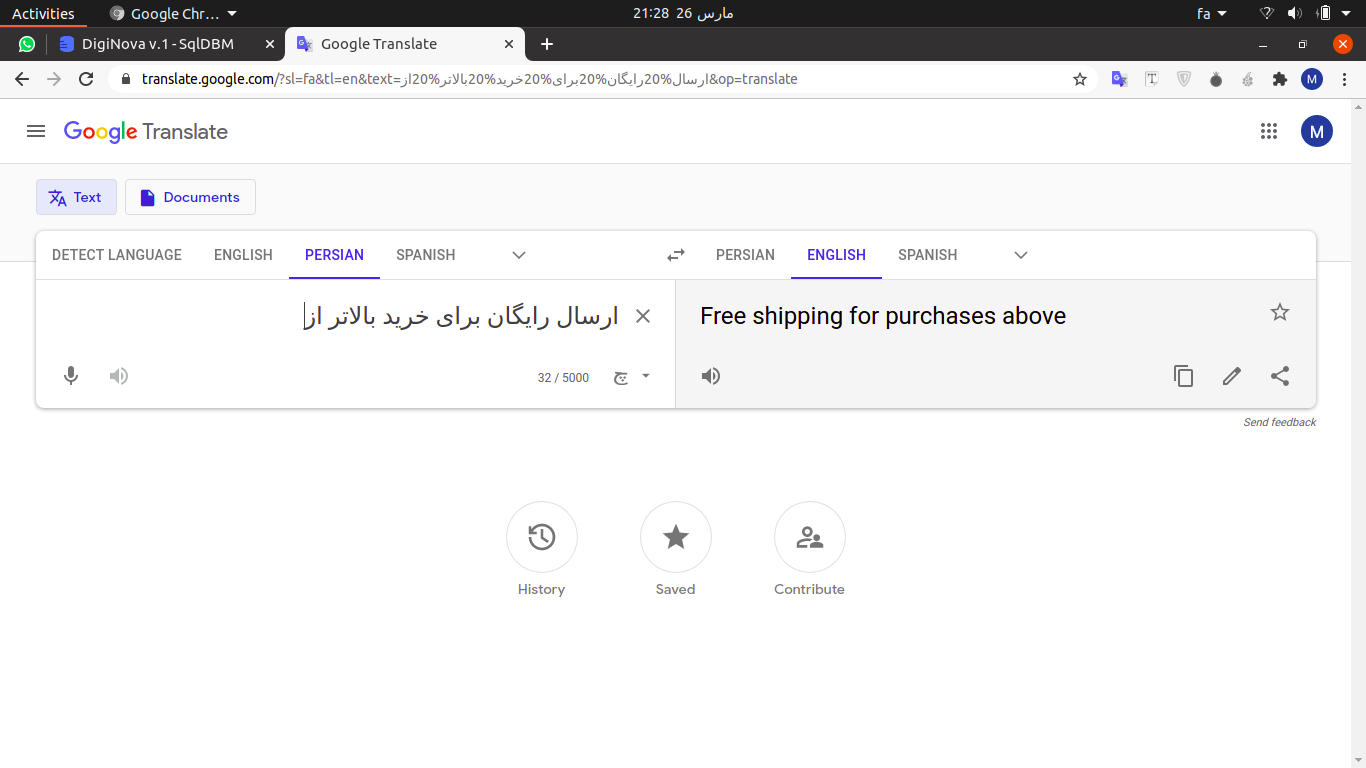 Activities
Google Chr...
21:28 26 مارس
fa
DigiNova v.1 - SqlDBM
Google Translate
translate.google.com/?sl=fa&tl=en&text=ارسال%20رایگان%20برای%20خرید%20بالاتر%20از&op=translate
M
Google Translate
M
Text
Documents
DETECT LANGUAGE ENGLISH PERSIAN SPANISH
PERSIAN ENGLISH SPANISH
ارسال رایگان برای خرید بالاتر از
Free shipping for purchases above
32 / 5000
Send feedback
History
Saved
Contribute